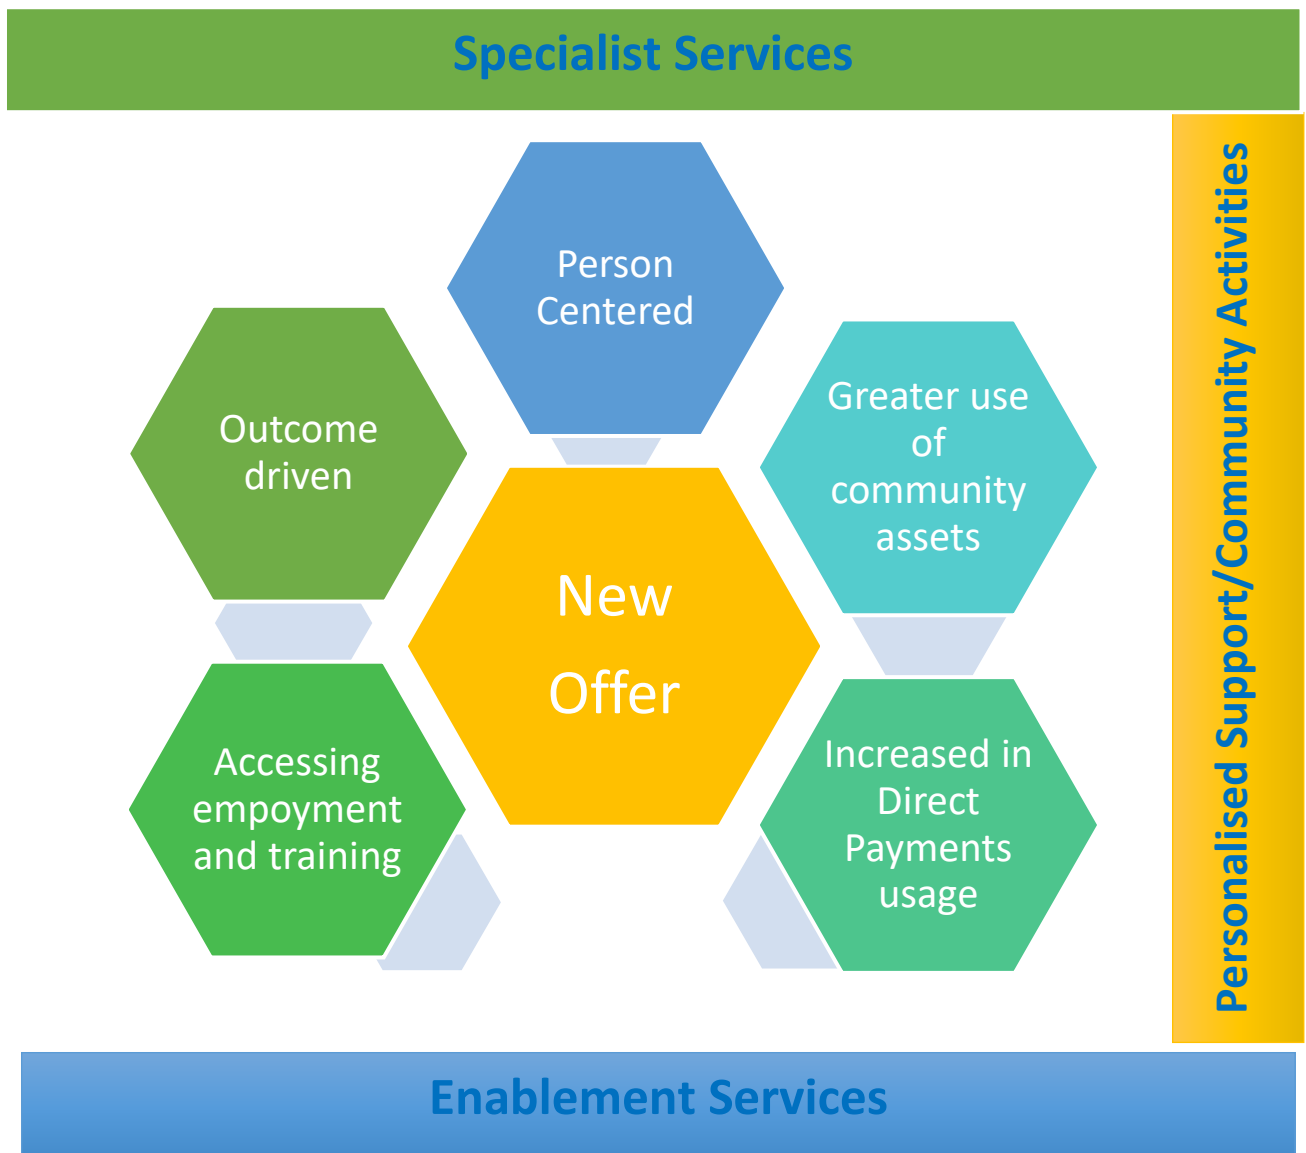 Specialist Services
Person
Centered
Outcome
driven
Greater use
of
community
assets
New
Offer
Accessing
empoyment
and training
Increased in
Direct
Payments
usage
Personalised Support/Community Activities
Enablement Services